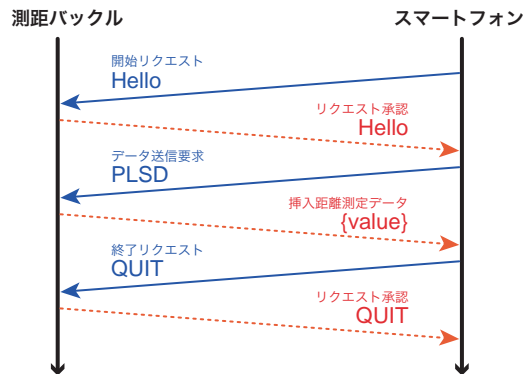 測距バックル
スマートフォン
開始リクエスト
Hello
リクエスト承認
Hello
データ送信要求
PLSD
挿入距離測定データ
{value}
終了リクエスト
QUIT
リクエスト承認
QUIT